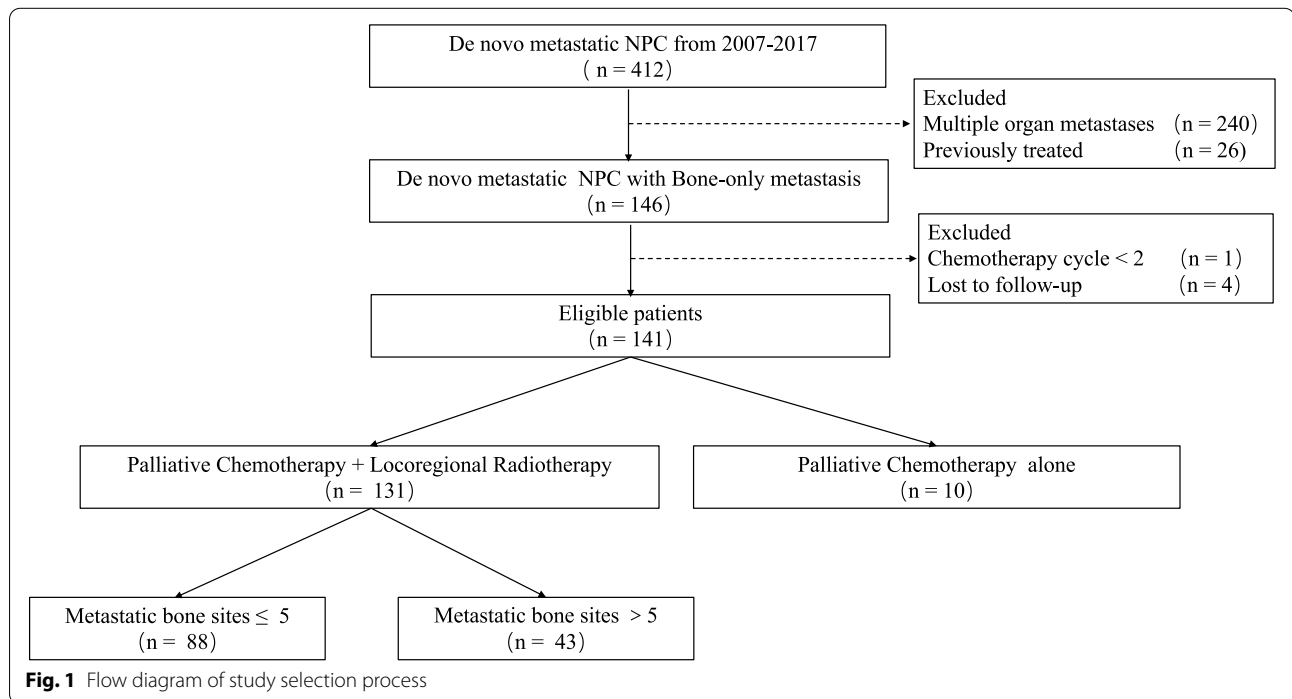 De novo metastatic NPC from 2007-2017
( n = 412)
Excluded
Multiple organ metastases (n = 240)
Previously treated (n = 26)
De novo metastatic NPC with Bone-only metastasis
(n = 146)
Excluded
Chemotherapy cycle < 2 (n = 1)
Lost to follow-up (n = 4)
Eligible patients
(n = 141)
Palliative Chemotherapy + Locoregional Radiotherapy
(n = 131)
Palliative Chemotherapy alone
(n = 10)
Metastatic bone sites ≤ 5
(n = 88)
Metastatic bone sites > 5
(n = 43)
Fig. 1 Flow diagram of study selection process